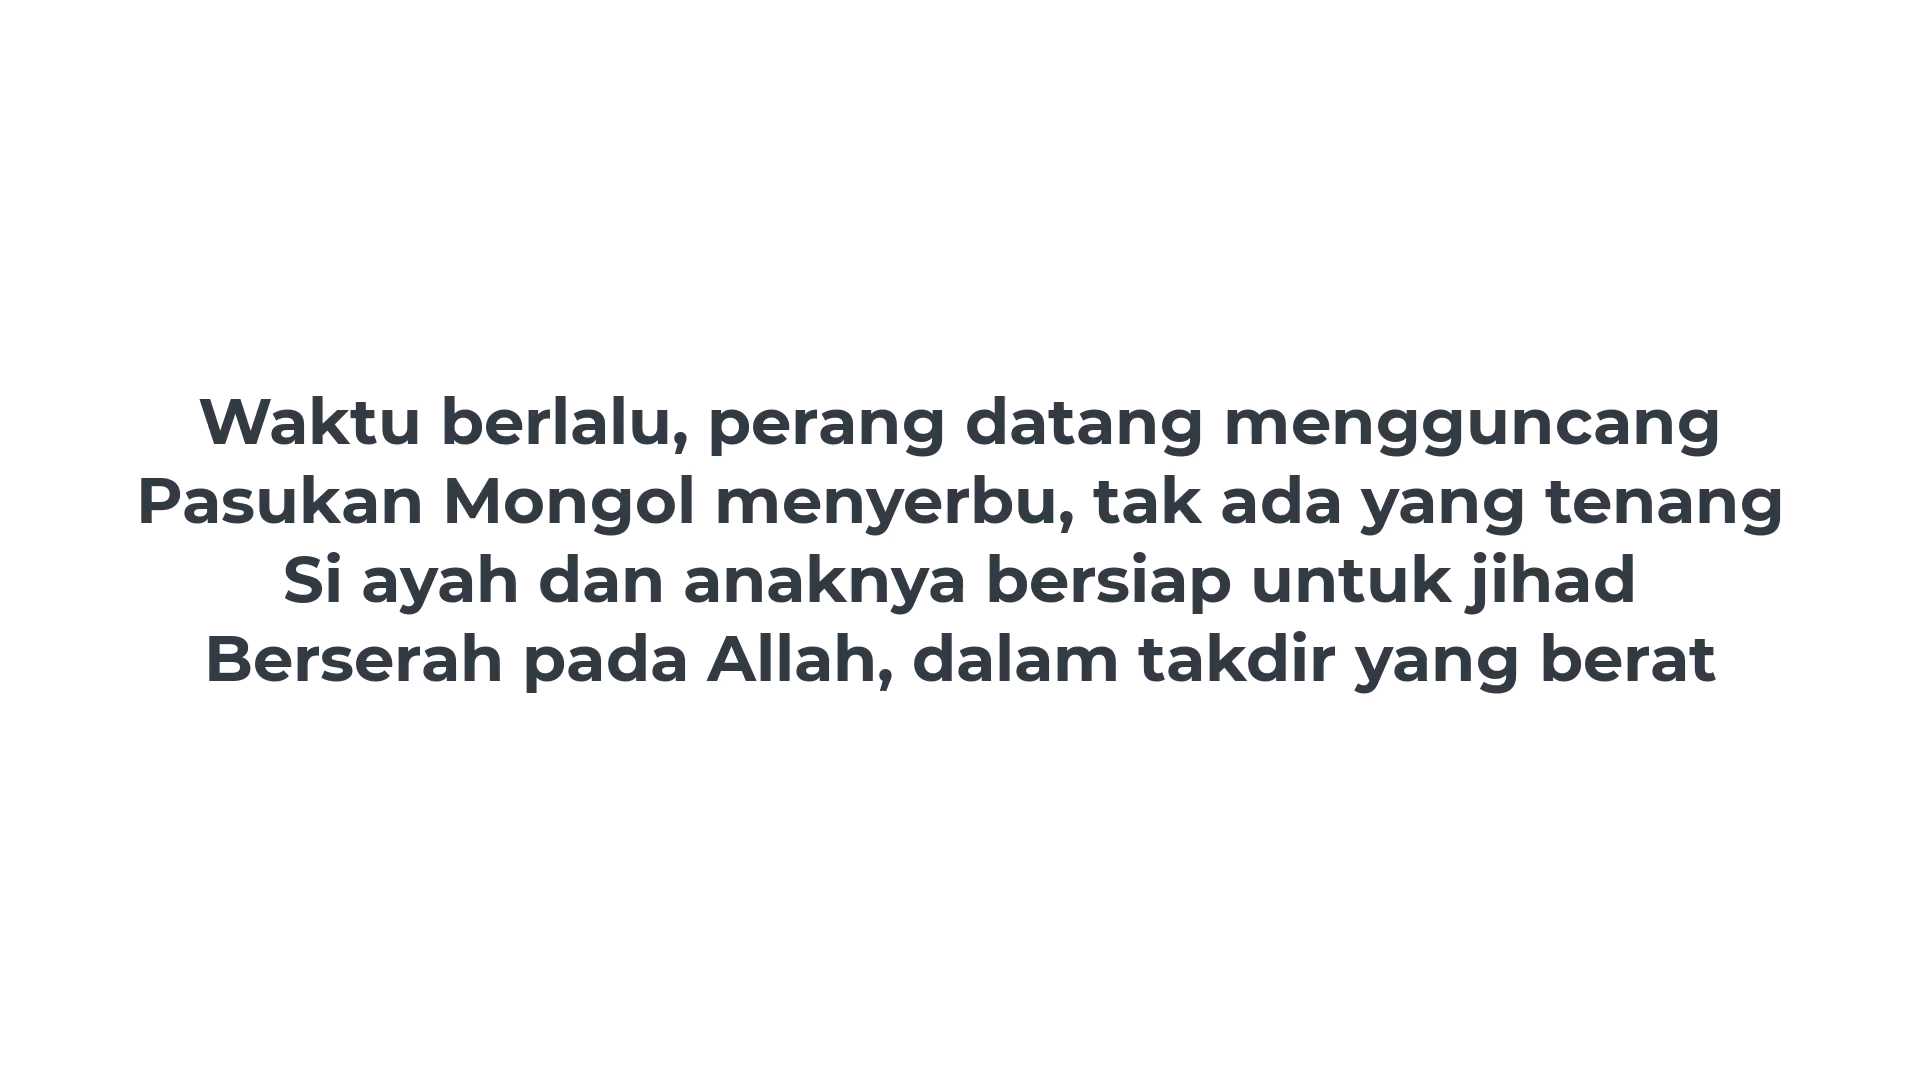 Waktu berlalu, perang datang mengguncang
Pasukan Mongol menyerbu, tak ada yang tenang
Si ayah dan anaknya bersiap untuk jihad
Berserah pada Allah, dalam takdir yang berat